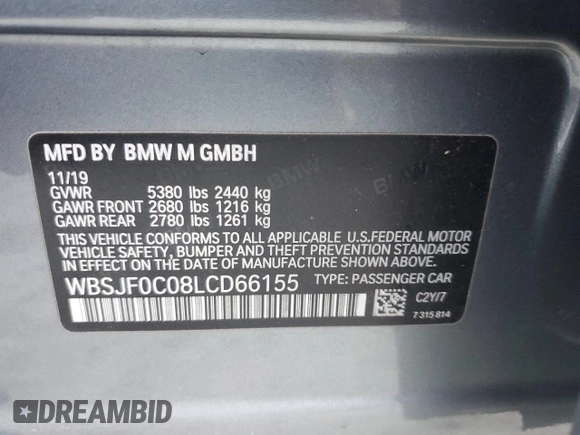 MFD BY BMW M GMBH
11/19
GVWR 5380 lbs 2440 kg
GAWR FRONT 2680 lbs 1216 kg
GAWR REAR 2780 lbs 1261 kg
THIS VEHICLE CONFORMS TO ALL APPLICABLE U.S.FEDERAL MOTOR
VEHICLE SAFETY, BUMPER AND THEFT PREVENTION STANDARDS
IN EFFECT ON THE DATE OF MANUFACTURE SHOWN ABOVE.
WBSJF0C08LCD66155 TYPE: PASSENGER CAR
C2Y/7
7 315 814
DREAMBID